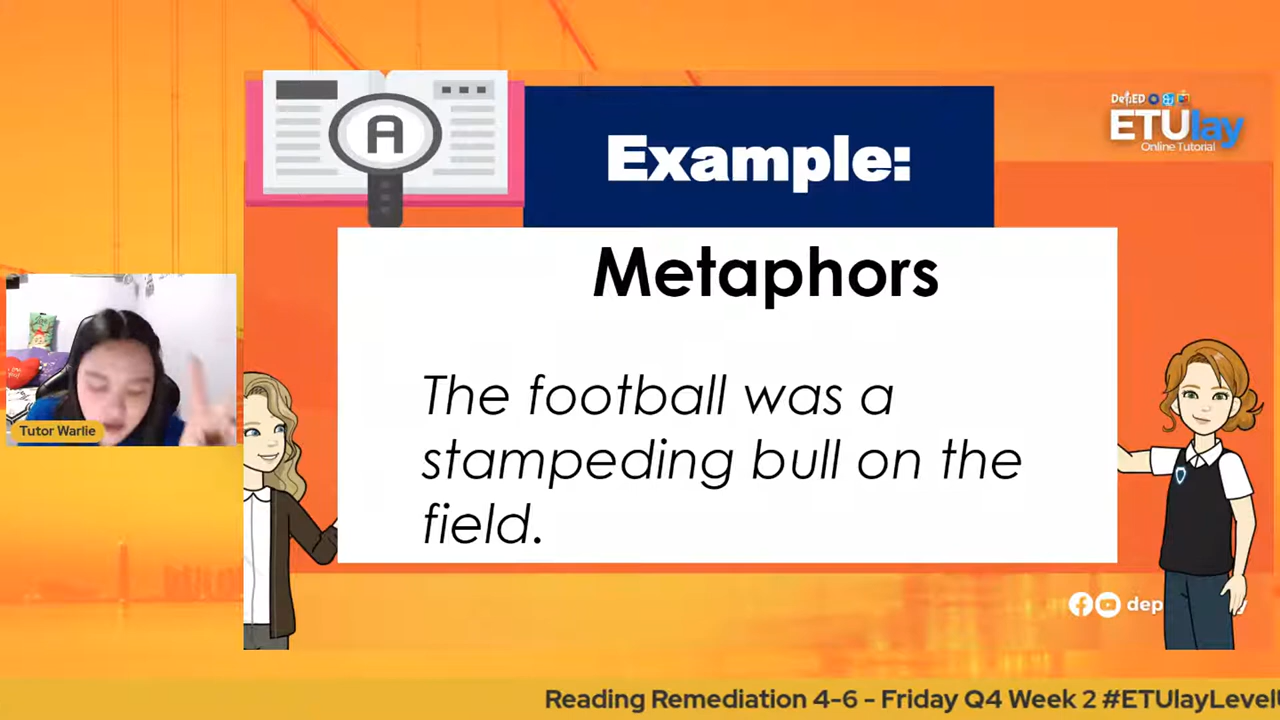 A
DepED
ETUlay
Online Tutorial
Example:
Metaphors
The football was a
stampeding bull on the
field.
Tutor Warlie
dep
Reading Remediation 4-6 - Friday Q4 Week 2 #ETUlayLevel